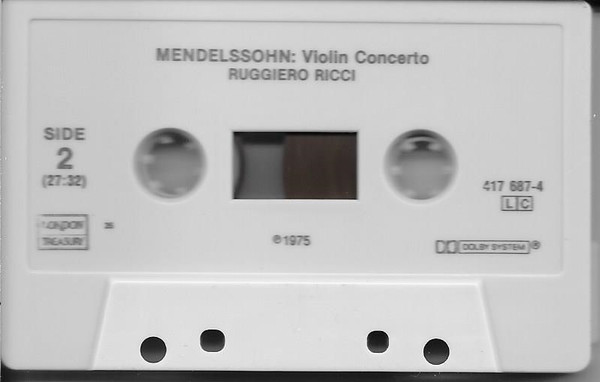 MENDELSSOHN: Violin Concerto
RUGGIERO RICCI
SIDE
2
(27:32)
417 687-4
LC
LONDON
TREASURY
℗1975
DOLBY SYSTEM®